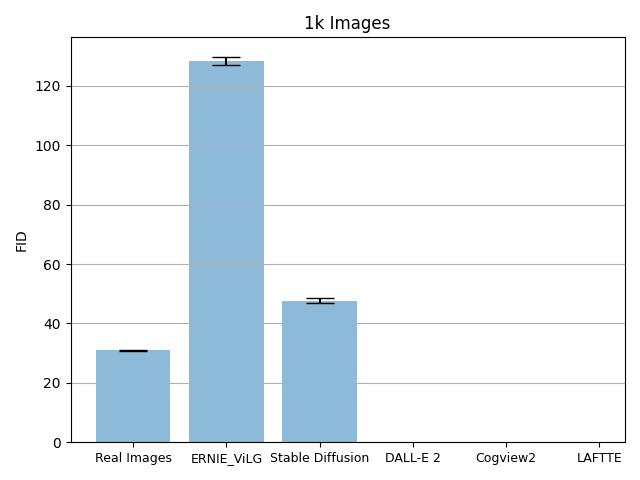 1k Images
120
100
80
60
40
20
0
FID
Real Images ERNIE_ViLG Stable Diffusion DALL-E 2 Cogview2 LAFTTE